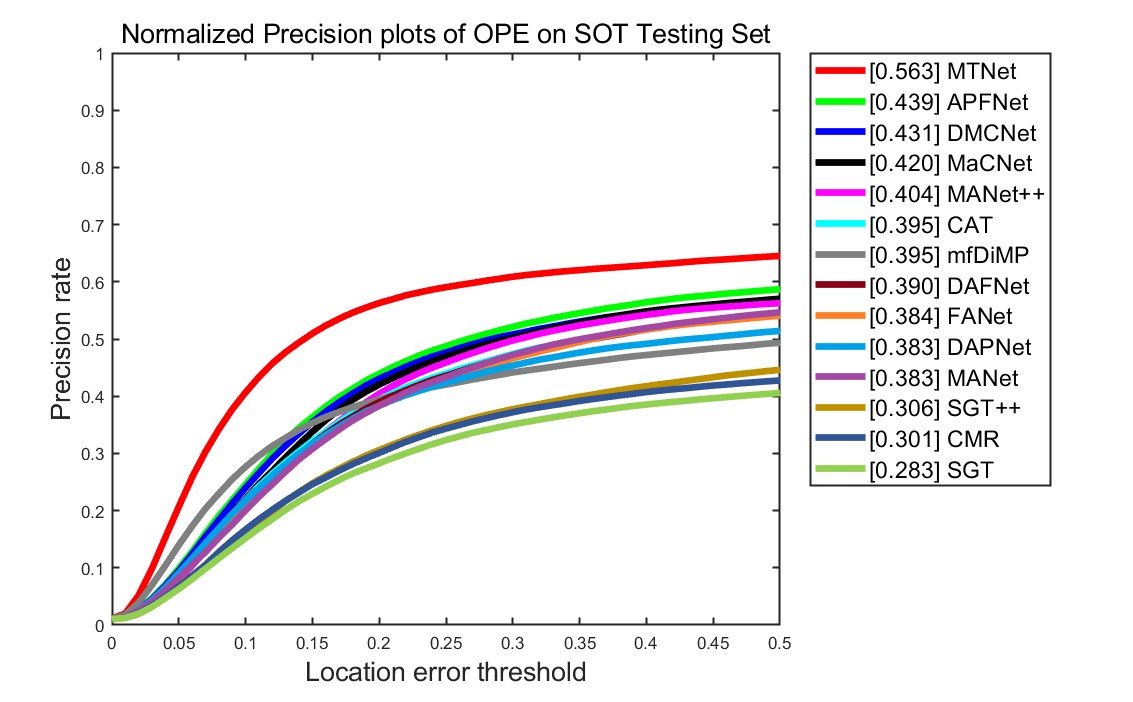 Normalized Precision plots of OPE on SOT Testing Set
1
0.9
0.8
0.7
0.6
0.5
0.4
0.3
0.2
0.1
0
Precision rate
0 0.05 0.1 0.15 0.2 0.25 0.3 0.35 0.4 0.45 0.5
Location error threshold
[0.563] MTNet
[0.439] APFNet
[0.431] DMCNet
[0.420] MaCNet
[0.404] MANet++
[0.395] CAT
[0.395] mfDiMP
[0.390] DAFNet
[0.384] FANet
[0.383] DAPNet
[0.383] MANet
[0.306] SGT++
[0.301] CMR
[0.283] SGT